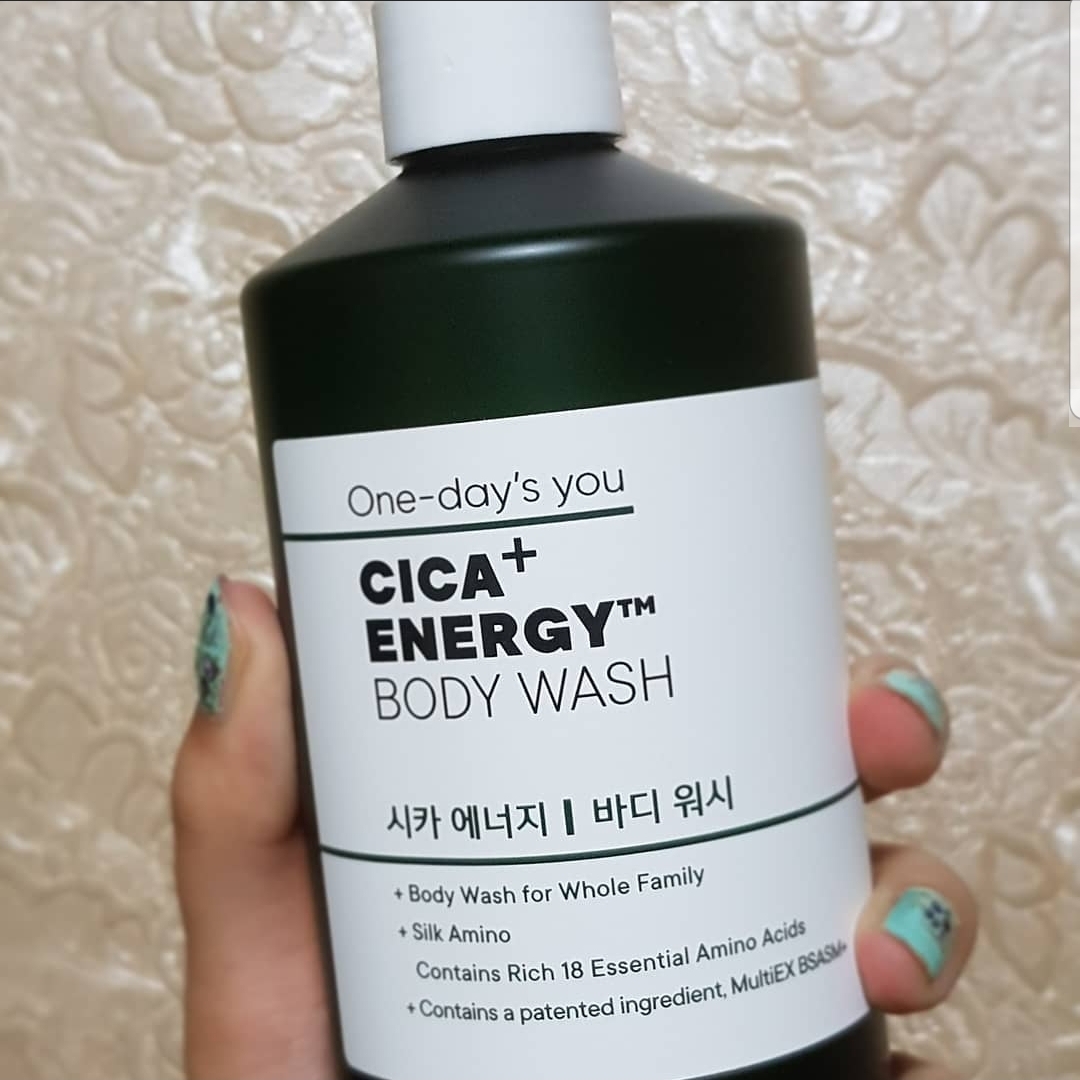 One-day's you
CICA+
ENERGY™
BODY WASH
시카 에너지 | 바디 워시
+ Body Wash for Whole Family
+ Silk Amino
Contains Rich 18 Essential Amino Acids
+ Contains a patented ingredient, MultiEX BSASM+